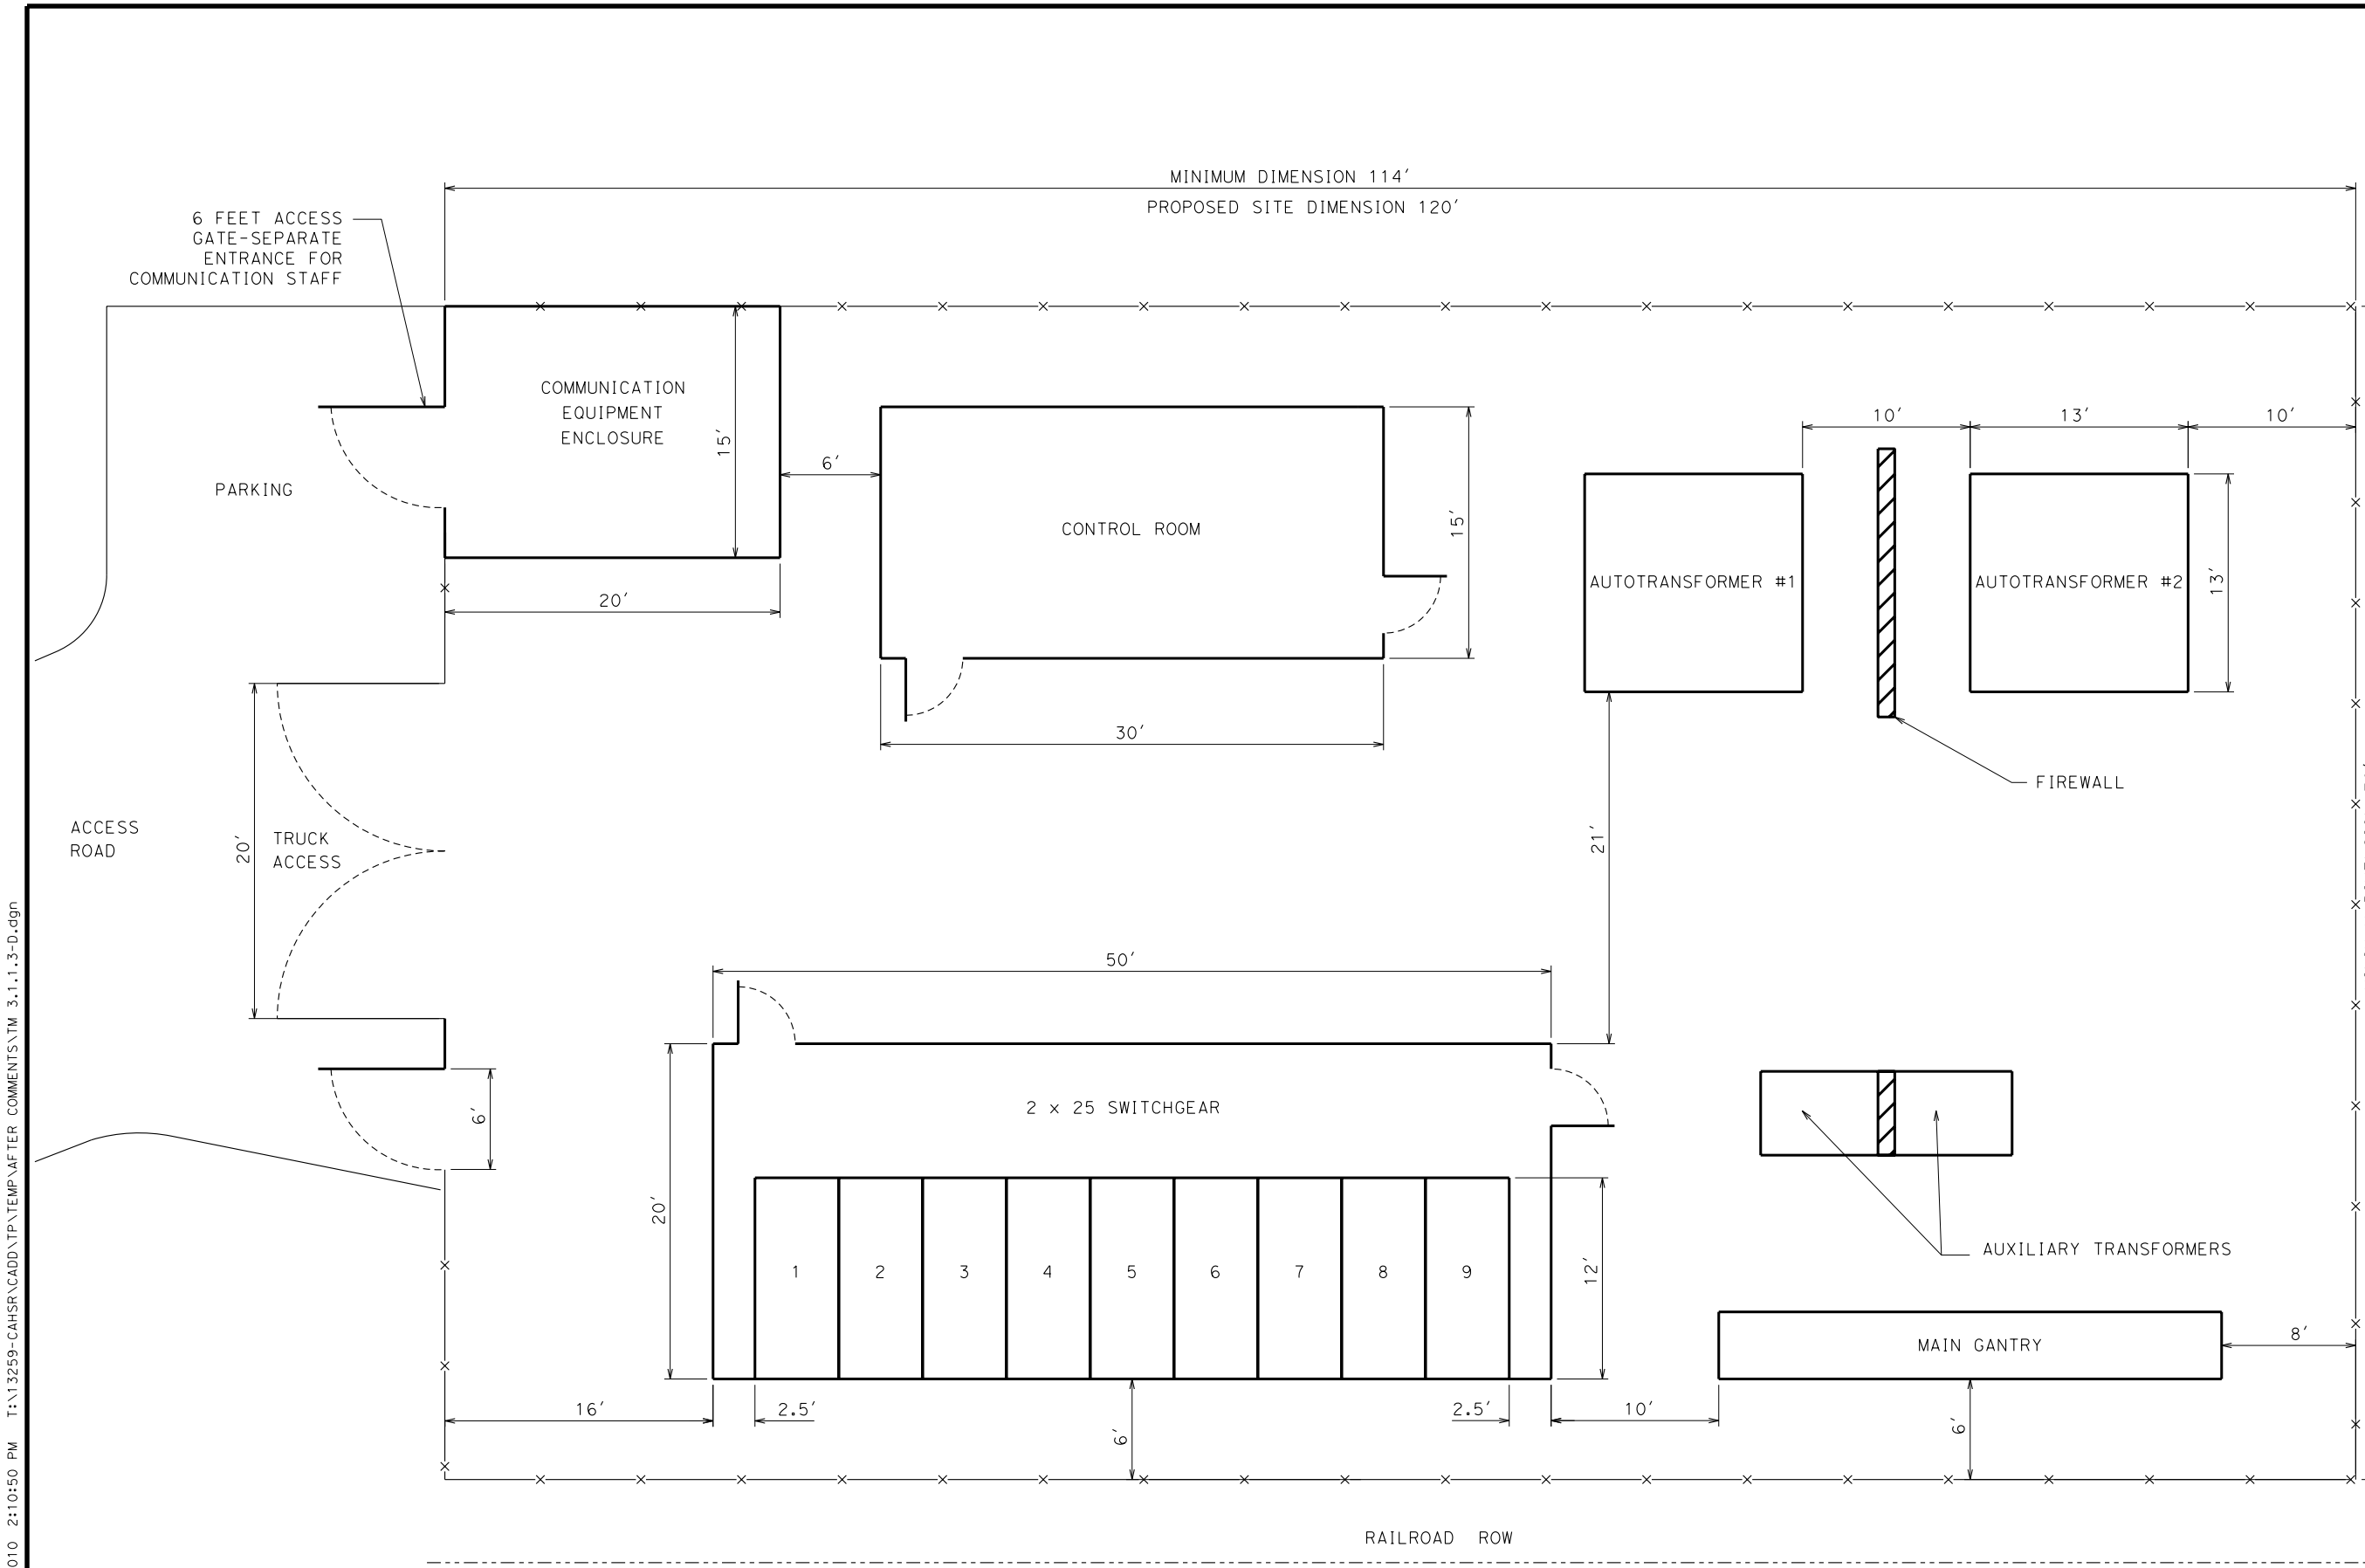 MINIMUM DIMENSION 114'
PROPOSED SITE DIMENSION 120'
6 FEET ACCESS
GATE-SEPARATE
ENTRANCE FOR
COMMUNICATION STAFF
COMMUNICATION
EQUIPMENT
ENCLOSURE
15'
6'
20'
PARKING
CONTROL ROOM
15'
30'
10'
13'
10'
AUTOTRANSFORMER #1
AUTOTRANSFORMER #2
13'
FIREWALL
21'
ACCESS
ROAD
20'
TRUCK
ACCESS
6'
50'
2 x 25 SWITCHGEAR
20'
1
2
3
4
5
6
7
8
9
12'
AUXILIARY TRANSFORMERS
MAIN GANTRY
8'
16'
2.5'
2.5'
10'
6'
6'
RAILROAD ROW
010 2:10:50 PM T:\13259-CAHSR\CADD\TP\TEMP\AFTER COMMENTS\TM 3.1.1.3-D.dgn